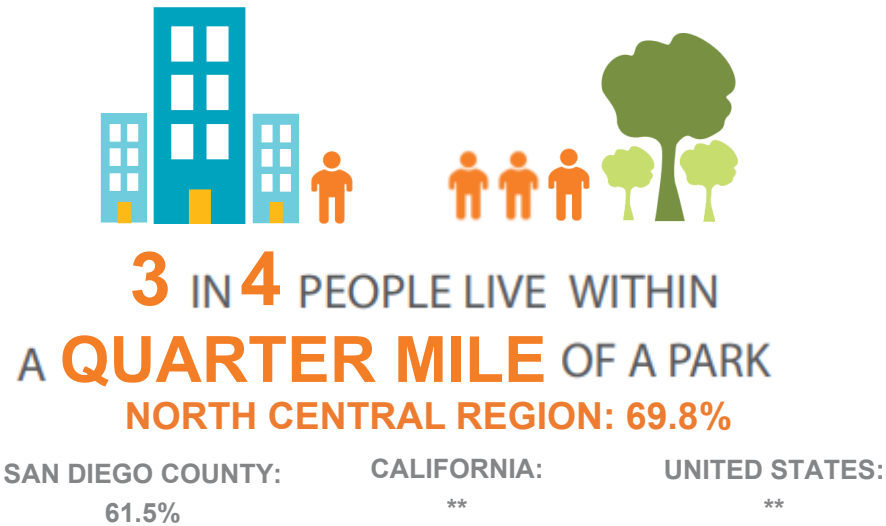 3 IN 4 PEOPLE LIVE WITHIN
A QUARTER MILE OF A PARK
NORTH CENTRAL REGION: 69.8%
SAN DIEGO COUNTY:
61.5%
CALIFORNIA:
**
UNITED STATES:
**